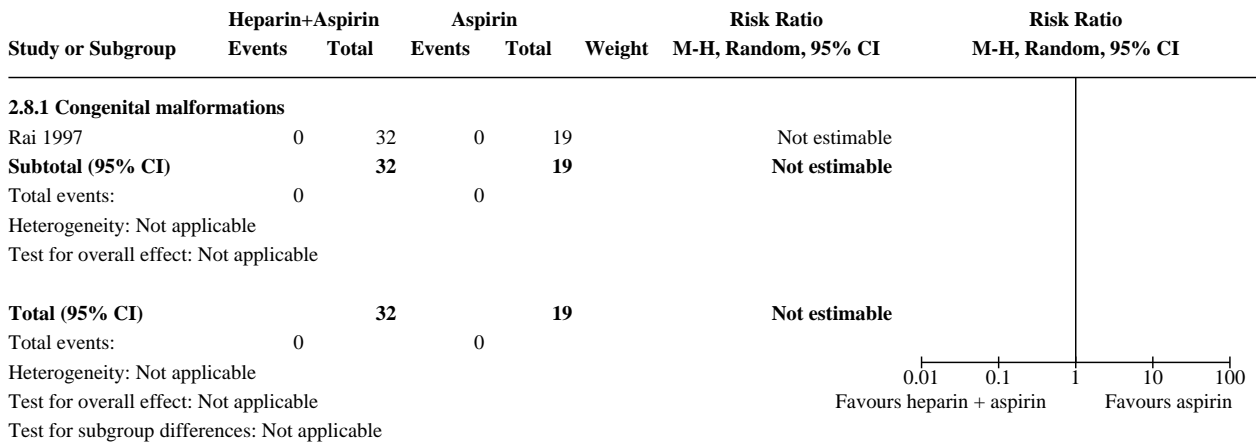 Heparin+Aspirin Aspirin Risk Ratio Risk Ratio
Study or Subgroup Events Total Events Total Weight M-H, Random, 95% CI M-H, Random, 95% CI
2.8.1 Congenital malformations
Rai 1997 0 32 0 19 Not estimable
Subtotal (95% CI) 32 19 Not estimable
Total events: 0 0
Heterogeneity: Not applicable
Test for overall effect: Not applicable
Total (95% CI) 32 19 Not estimable
Total events: 0 0
Heterogeneity: Not applicable
0.01 0.1 1 10 100
Test for overall effect: Not applicable Favours heparin + aspirin Favours aspirin
Test for subgroup differences: Not applicable